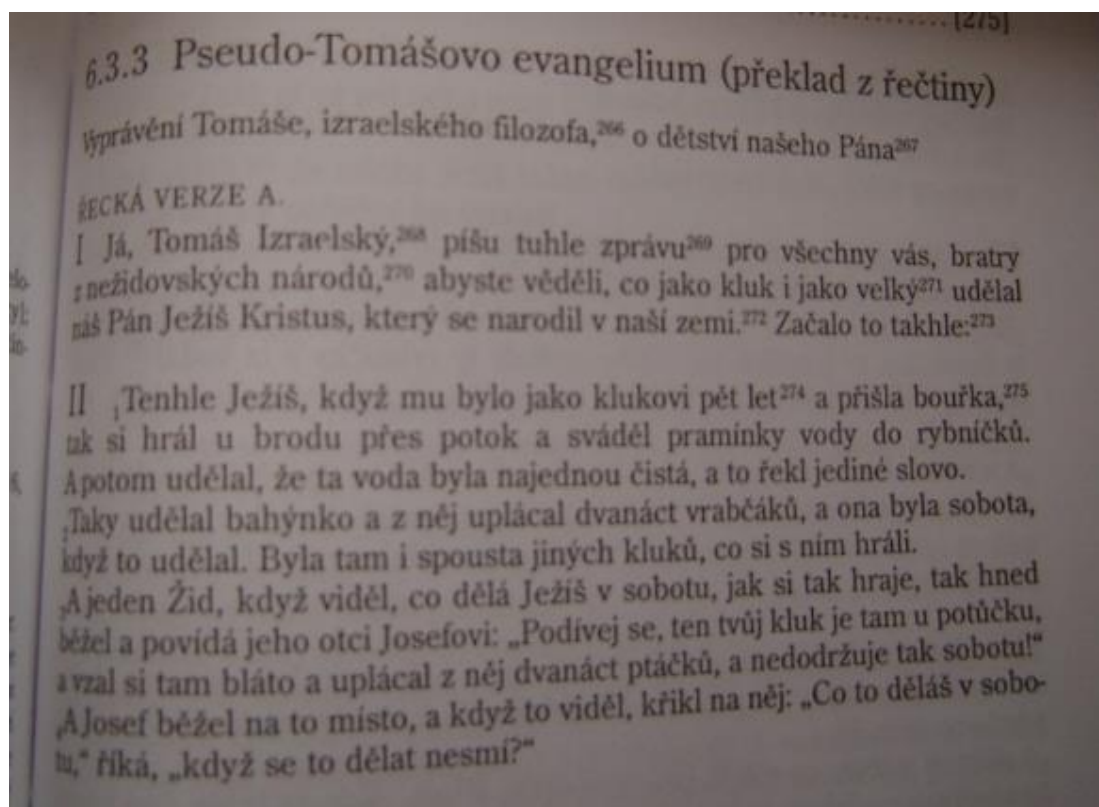 [275]
6.3.3 Pseudo-Tomášovo evangelium (překlad z řečtiny)
Vyprávění Tomáše, izraelského filozofa,²⁶⁶ o dětství našeho Pána²⁶⁷
ŘECKÁ VERZE A.
I Já, Tomáš Izraelský,²⁶⁸ píšu tuhle zprávu²⁶⁹ pro všechny vás, bratry
z nežidovských národů,²⁷⁰ abyste věděli, co jako kluk i jako velký²⁷¹ udělal
náš Pán Ježíš Kristus, který se narodil v naší zemi.²⁷² Začalo to takhle:²⁷³
II ₁Tenhle Ježíš, když mu bylo jako klukovi pět let²⁷⁴ a přišla bouřka,²⁷⁵
tak si hrál u brodu přes potok a sváděl pramínky vody do rybníčků.
A potom udělal, že ta voda byla najednou čistá, a to řekl jediné slovo.
Taky udělal bahýnko a z něj uplácal dvanáct vrabčáků, a ona byla sobota,
když to udělal. Byla tam i spousta jiných kluků, co si s ním hráli.
A jeden Žid, když viděl, co dělá Ježíš v sobotu, jak si tak hraje, tak hned
běžel a povídá jeho otci Josefovi: „Podívej se, ten tvůj kluk je tam u potůčku,
a vzal si tam bláto a uplácal z něj dvanáct ptáčků, a nedodržuje tak sobotu!“
A Josef běžel na to místo, a když to viděl, křikl na něj: „Co to děláš v sobo-
tu,“ říká, „když se to dělat nesmí?“